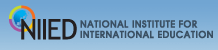 NIIED NATIONAL INSTITUTE FOR
INTERNATIONAL EDUCATION